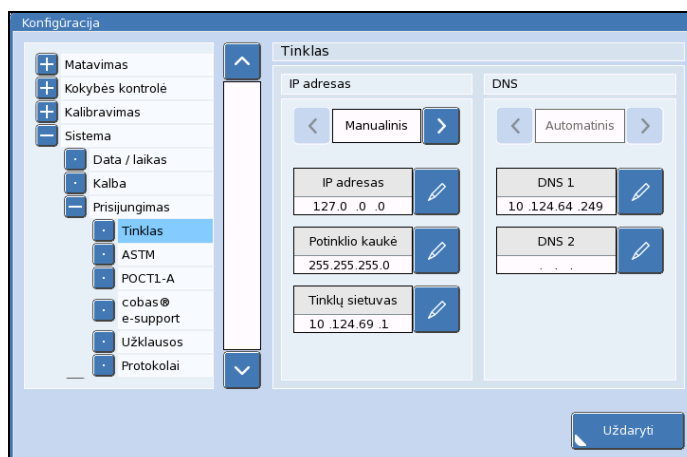 Konfigūracija
Matavimas
Kokybės kontrolė
Kalibravimas
Sistema
Data / laikas
Kalba
Prisijungimas
Tinklas
ASTM
POCT1-A
cobas®
e-support
Užklausos
Protokolai
Tinklas
IP adresas
Manualinis
IP adresas
127.0 .0 .0
Potinklio kaukė
255.255.255.0
Tinklų sietuvas
10 .124.69 .1
DNS
Automatinis
DNS 1
10 .124.64 .249
DNS 2
. . .
Uždaryti